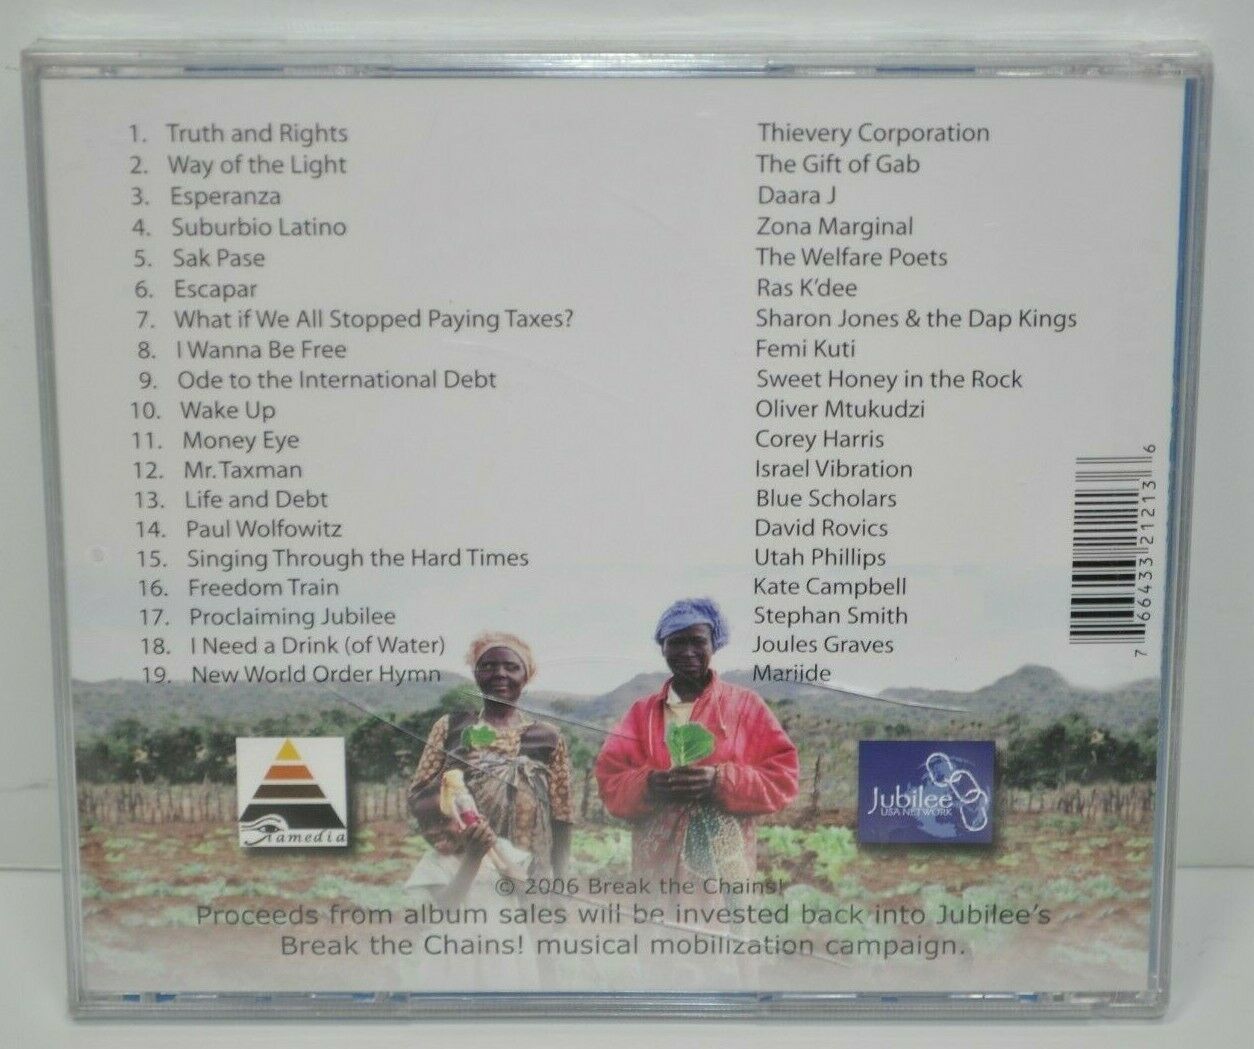 1. Truth and Rights Thievery Corporation
2. Way of the Light The Gift of Gab
3. Esperanza Daara J
4. Suburbio Latino Zona Marginal
5. Sak Pase The Welfare Poets
6. Escapar Ras K'dee
7. What if We All Stopped Paying Taxes? Sharon Jones & the Dap Kings
8. I Wanna Be Free Femi Kuti
9. Ode to the International Debt Sweet Honey in the Rock
10. Wake Up Oliver Mtukudzi
11. Money Eye Corey Harris
12. Mr. Taxman Israel Vibration
13. Life and Debt Blue Scholars
14. Paul Wolfowitz David Rovics
15. Singing Through the Hard Times Utah Phillips
16. Freedom Train Kate Campbell
17. Proclaiming Jubilee Stephan Smith
18. I Need a Drink (of Water) Joules Graves
19. New World Order Hymn Mariide
7 66433 21213 6
iamedia
Jubilee
USA NETWORK
© 2006 Break the Chains!
Proceeds from album sales will be invested back into Jubilee's
Break the Chains! musical mobilization campaign.